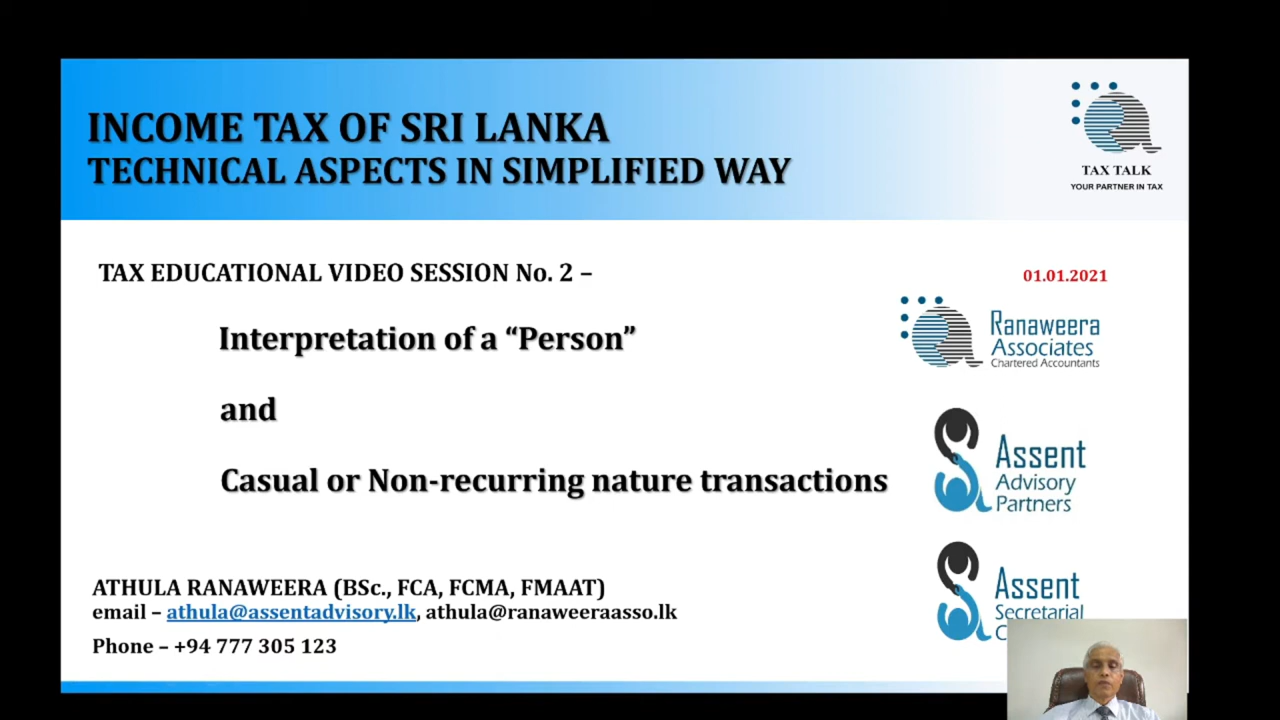 INCOME TAX OF SRI LANKA
TECHNICAL ASPECTS IN SIMPLIFIED WAY
TAX TALK
YOUR PARTNER IN TAX
TAX EDUCATIONAL VIDEO SESSION No. 2 –
01.01.2021
Interpretation of a “Person”
and
Casual or Non-recurring nature transactions
Ranaweera
Associates
Chartered Accountants
Assent
Advisory
Partners
Assent
Secretarial
ATHULA RANAWEERA (BSc., FCA, FCMA, FMAAT)
email – athula@assentadvisory.lk, athula@ranaweeraasso.lk
Phone – +94 777 305 123